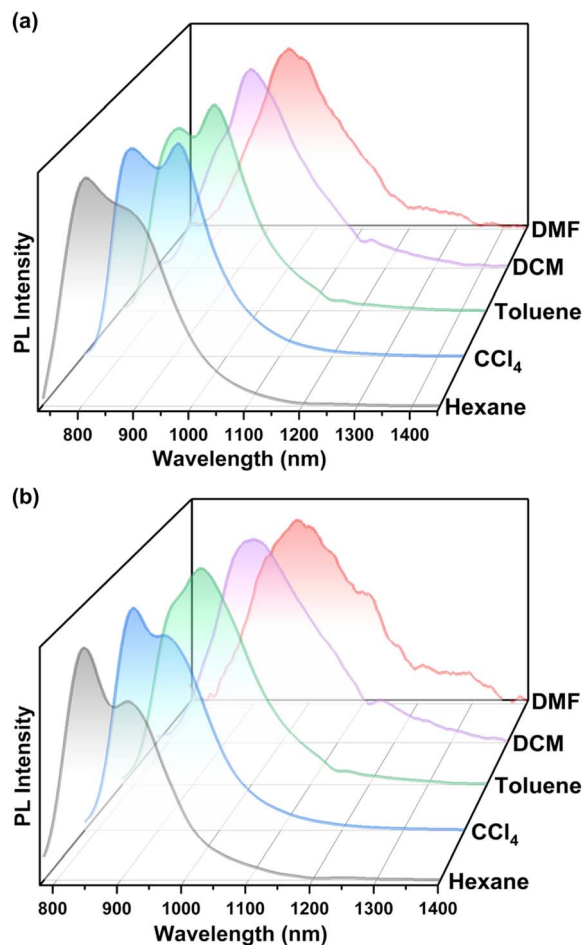 (a)
PL Intensity
DMF
DCM
Toluene
CCl₄
Hexane
800 900 1000 1100 1200 1300 1400
Wavelength (nm)
(b)
PL Intensity
DMF
DCM
Toluene
CCl₄
Hexane
800 900 1000 1100 1200 1300 1400
Wavelength (nm)